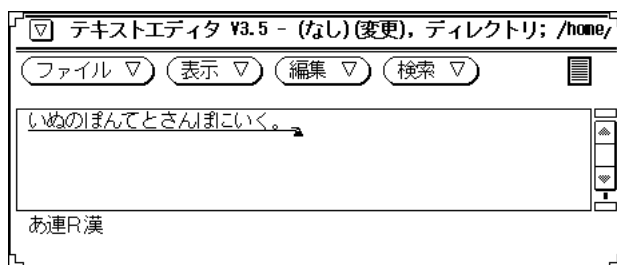 テキストエディタ V3.5 - (なし)(変更), ディレクトリ; /home/
ファイル ▽ 表示 ▽ 編集 ▽ 検索 ▽
いぬのぽんてとさんぽにいく。
あ連R漢